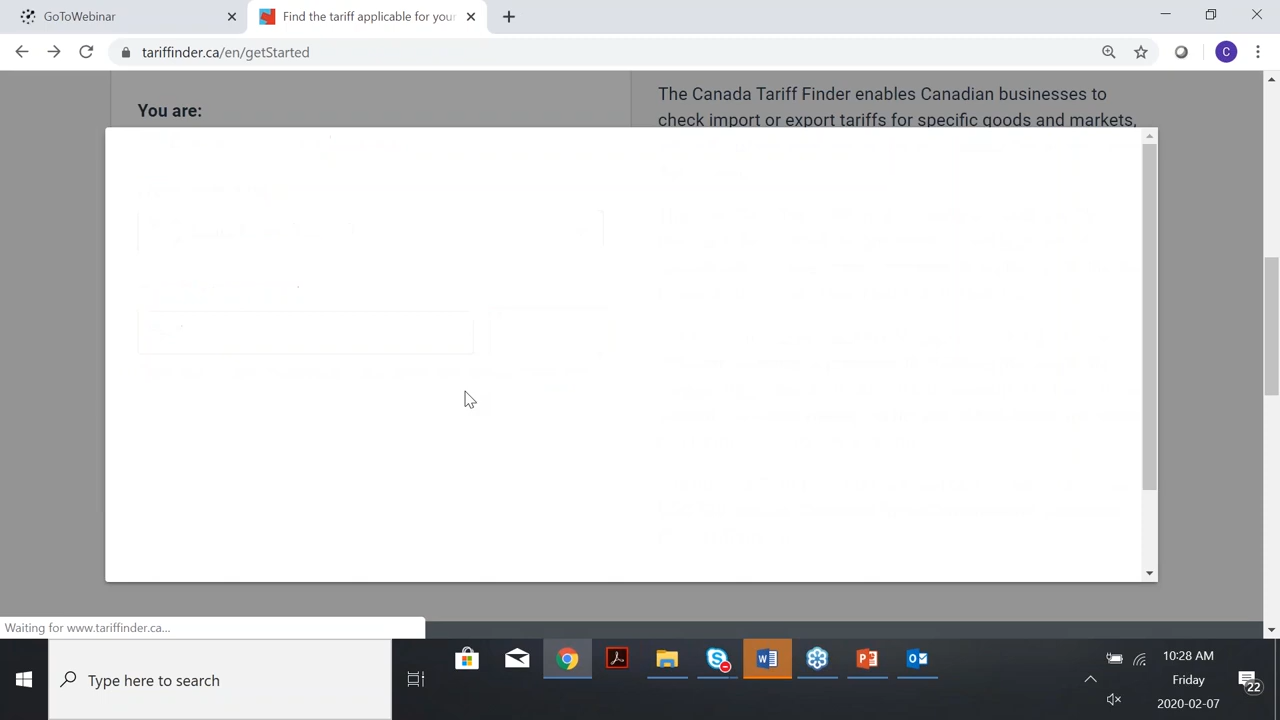 GoToWebinar
Find the tariff applicable for your
tariffinder.ca/en/getStarted
C
You are:
The Canada Tariff Finder enables Canadian businesses to
check import or export tariffs for specific goods and markets,
Waiting for www.tariffinder.ca...
Type here to search
10:28 AM
Friday
2020-02-07
22